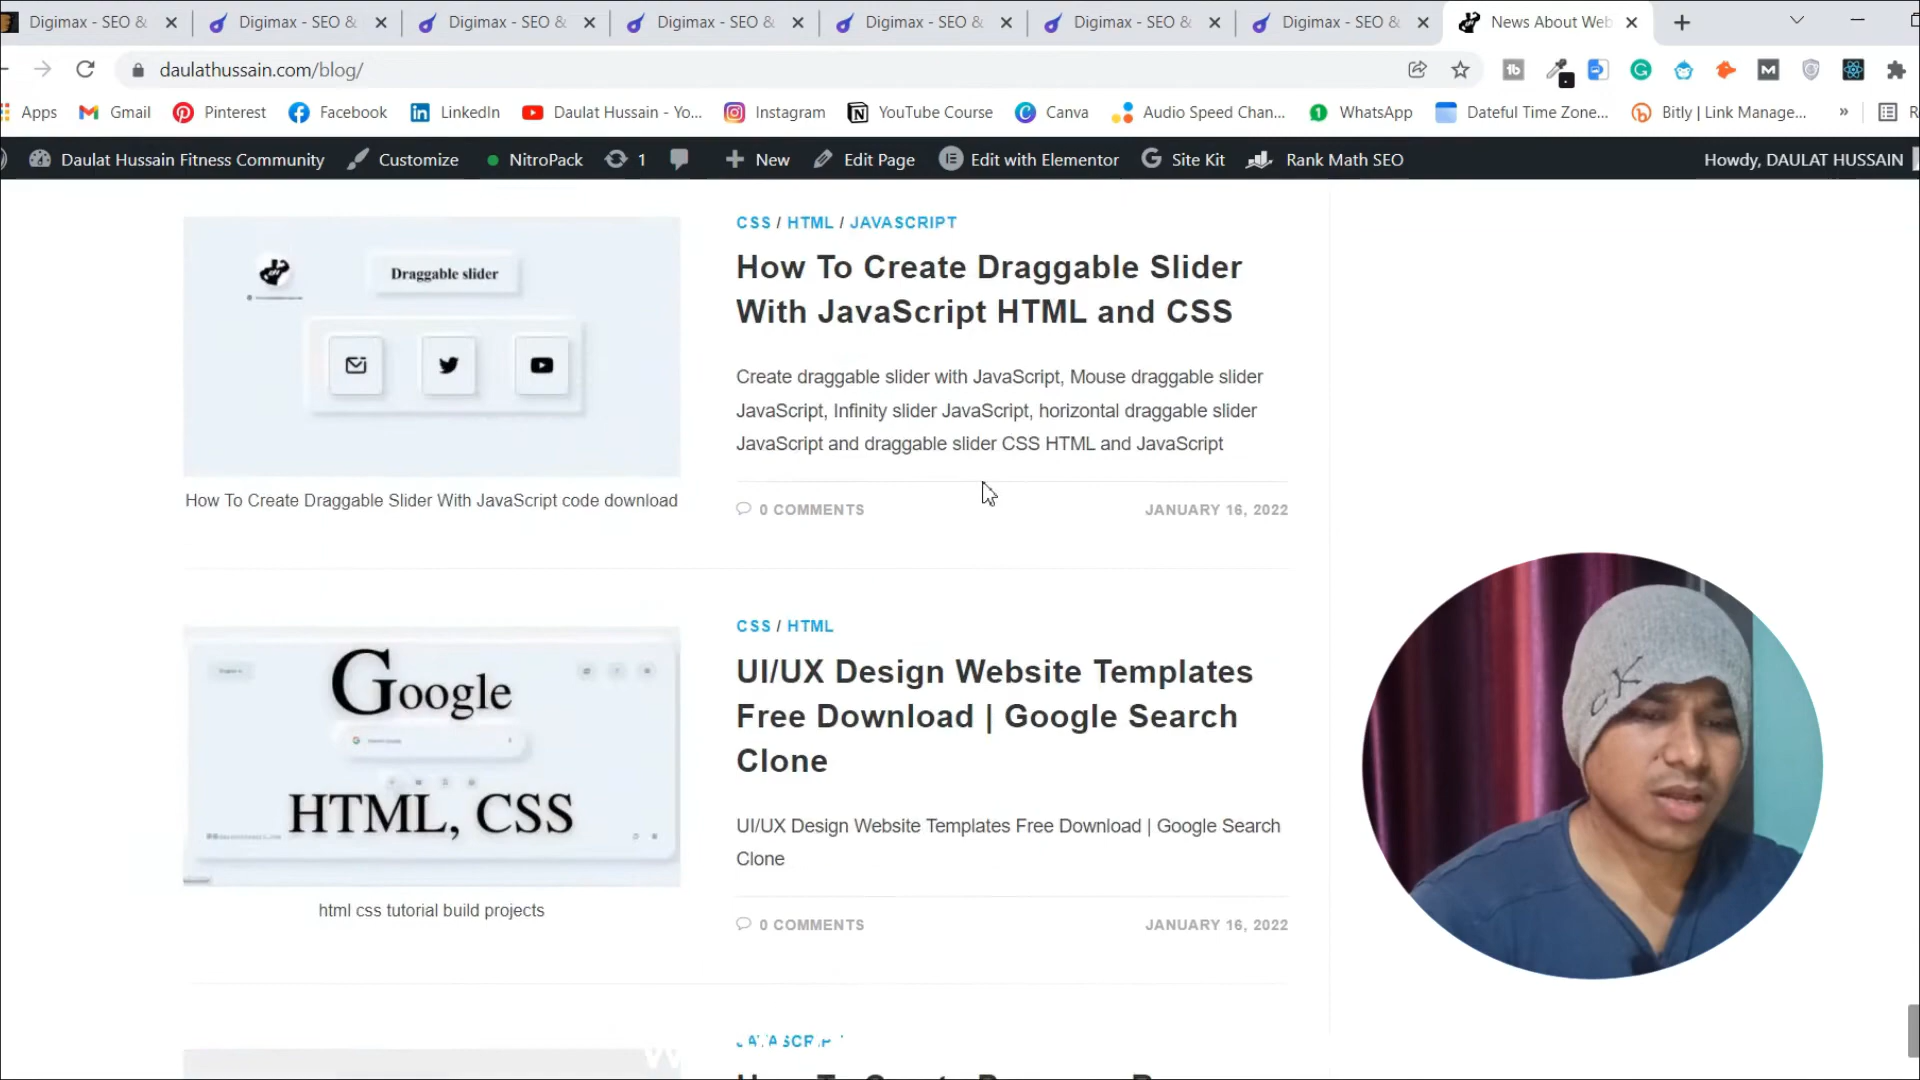 Digimax - SEO & Digimax - SEO & Digimax - SEO & Digimax - SEO & Digimax - SEO & Digimax - SEO & Digimax - SEO & News About Web
daulathussain.com/blog/
Apps Gmail Pinterest Facebook LinkedIn Daulat Hussain - Yo... Instagram YouTube Course Canva Audio Speed Chan... WhatsApp Dateful Time Zone... Bitly | Link Manage... »
Daulat Hussain Fitness Community Customize NitroPack 1 New Edit Page Edit with Elementor Site Kit Rank Math SEO Howdy, DAULAT HUSSAIN
Draggable slider
How To Create Draggable Slider With JavaScript code download
CSS / HTML / JAVASCRIPT
How To Create Draggable Slider
With JavaScript HTML and CSS
Create draggable slider with JavaScript, Mouse draggable slider
JavaScript, Infinity slider JavaScript, horizontal draggable slider
JavaScript and draggable slider CSS HTML and JavaScript
0 COMMENTS JANUARY 16, 2022
Google
HTML, CSS
html css tutorial build projects
CSS / HTML
UI/UX Design Website Templates
Free Download | Google Search
Clone
UI/UX Design Website Templates Free Download | Google Search
Clone
0 COMMENTS JANUARY 16, 2022